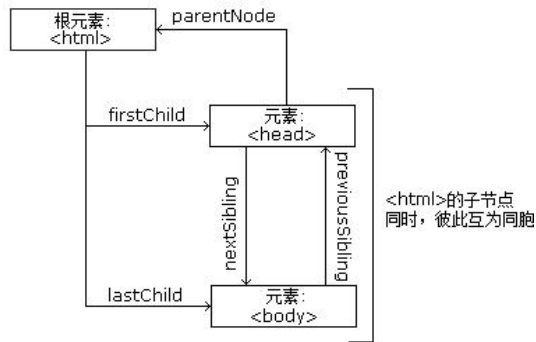 根元素:
<html>
parentNode
firstChild
元素:
<head>
nextSibling
previousSibling
<html>的子节点
同时，彼此互为同胞
lastChild
元素:
<body>